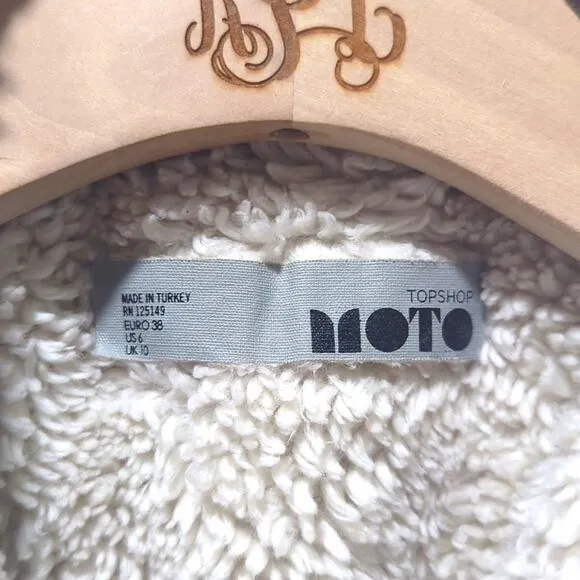 MADE IN TURKEY
RN 125149
EURO 38
US 6
UK 10
TOPSHOP
MOTO